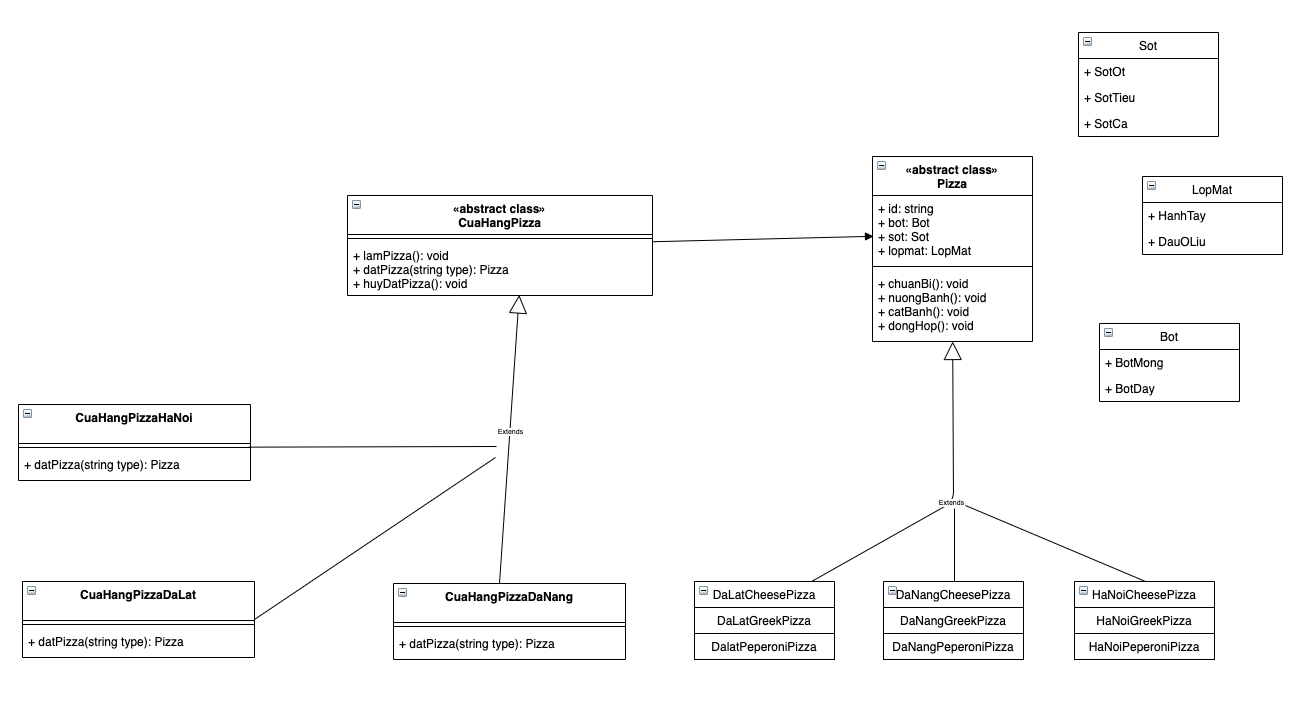 Sot
+ SotOt
+ SotTieu
+ SotCa
«abstract class»
Pizza
+ id: string
+ bot: Bot
+ sot: Sot
+ lopmat: LopMat
+ chuanBi(): void
+ nuongBanh(): void
+ catBanh(): void
+ dongHop(): void
LopMat
+ HanhTay
+ DauOLiu
«abstract class»
CuaHangPizza
+ lamPizza(): void
+ datPizza(string type): Pizza
+ huyDatPizza(): void
Bot
+ BotMong
+ BotDay
CuaHangPizzaHaNoi
+ datPizza(string type): Pizza
Extends
Extends
CuaHangPizzaDaLat
+ datPizza(string type): Pizza
CuaHangPizzaDaNang
+ datPizza(string type): Pizza
DaLatCheesePizza
DaLatGreekPizza
DalatPeperoniPizza
DaNangCheesePizza
DaNangGreekPizza
DaNangPeperoniPizza
HaNoiCheesePizza
HaNoiGreekPizza
HaNoiPeperoniPizza